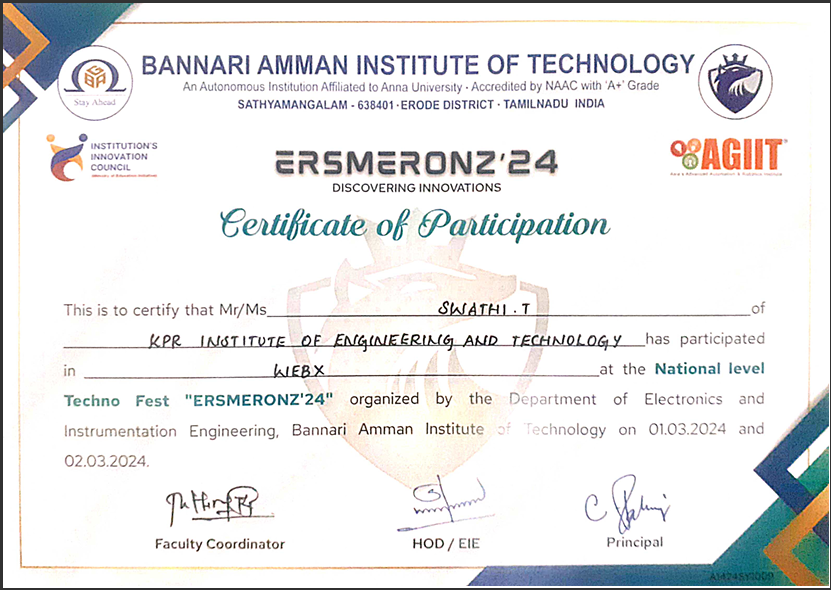 BANNARI AMMAN INSTITUTE OF TECHNOLOGY
An Autonomous Institution Affiliated to Anna University - Accredited by NAAC with 'A+' Grade
SATHYAMANGALAM - 638401 · ERODE DISTRICT · TAMILNADU INDIA
Stay Ahead
INSTITUTION'S
INNOVATION
COUNCIL
AGIIT
ERSMERONZ'24
DISCOVERING INNOVATIONS
Certificate of Participation
This is to certify that Mr/Ms SWATHI.T of
KPR INSTITUTE OF ENGINEERING AND TECHNOLOGY has participated
in WEBX at the National level
Techno Fest "ERSMERONZ'24" organized by the Department of Electronics and
Instrumentation Engineering, Bannari Amman Institute of Technology on 01.03.2024 and
02.03.2024.
Faculty Coordinator
HOD / EIE
Principal